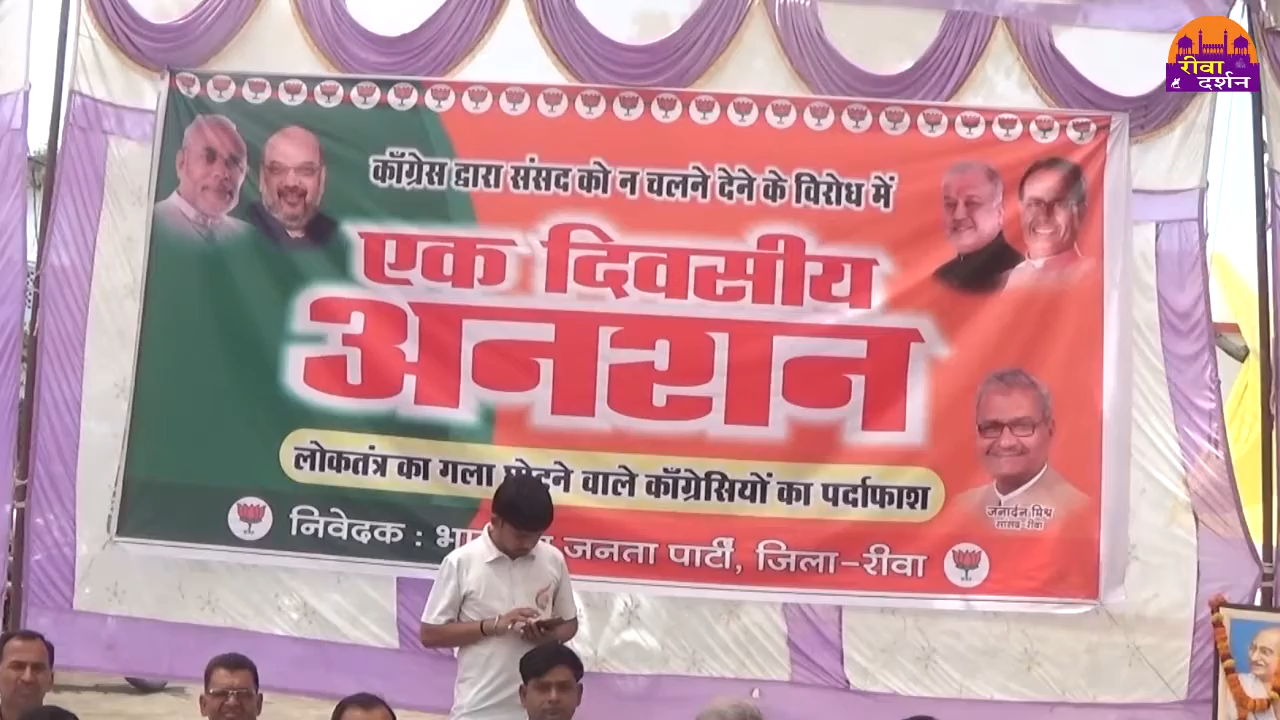 रीवा
दर्शन
काँग्रेस द्वारा संसद को न चलने देने के विरोध में
एक दिवसीय
अनशन
लोकतंत्र का गला वाले काँग्रेसियों का पर्दाफाश
जनार्दन मिश्र
सांसद-रीवा
निवेदक : जनता पार्टी, जिला-रीवा